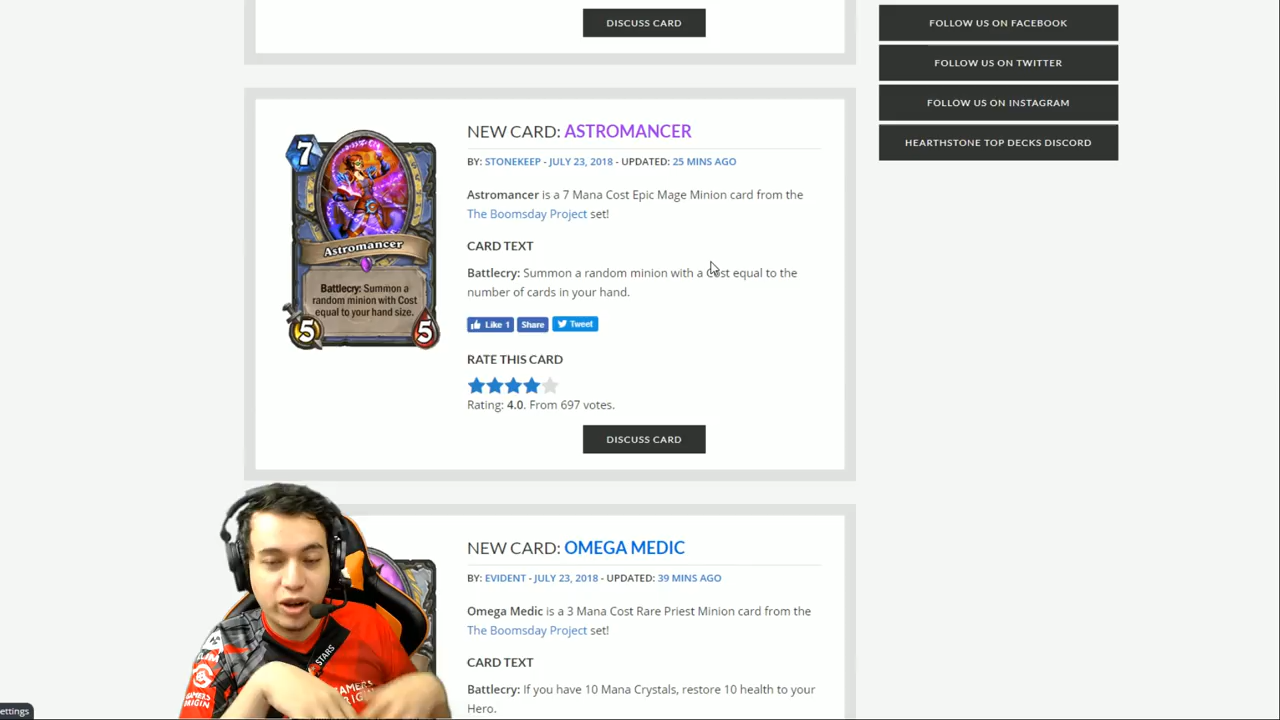 DISCUSS CARD
FOLLOW US ON FACEBOOK
FOLLOW US ON TWITTER
FOLLOW US ON INSTAGRAM
HEARTHSTONE TOP DECKS DISCORD
7
Astromancer
Battlecry: Summon a
random minion with Cost
equal to your hand size.
5
5
NEW CARD: ASTROMANCER
BY: STONEKEEP - JULY 23, 2018 - UPDATED: 25 MINS AGO
Astromancer is a 7 Mana Cost Epic Mage Minion card from the
The Boomsday Project set!
CARD TEXT
Battlecry: Summon a random minion with a Cost equal to the
number of cards in your hand.
Like 1 Share Tweet
RATE THIS CARD
Rating: 4.0. From 697 votes.
DISCUSS CARD
NEW CARD: OMEGA MEDIC
BY: EVIDENT - JULY 23, 2018 - UPDATED: 39 MINS AGO
Omega Medic is a 3 Mana Cost Rare Priest Minion card from the
The Boomsday Project set!
CARD TEXT
Battlecry: If you have 10 Mana Crystals, restore 10 health to your
Hero.
STARS
GAMERS
ORIGIN
GAMERS
ORIGIN
ettings